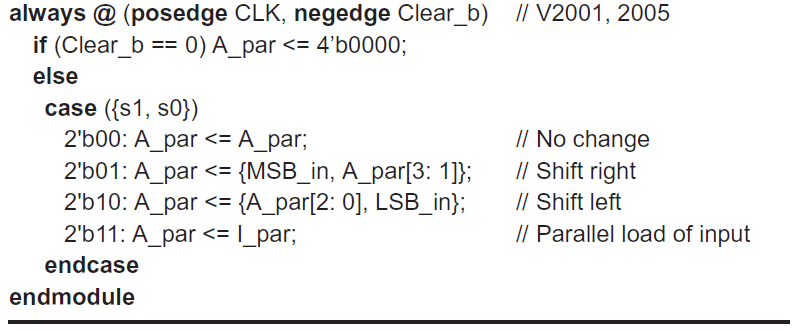 always @ (posedge CLK, negedge Clear_b) // V2001, 2005
if (Clear_b == 0) A_par <= 4’b0000;
else
case ({s1, s0})
2'b00: A_par <= A_par; // No change
2'b01: A_par <= {MSB_in, A_par[3: 1]}; // Shift right
2'b10: A_par <= {A_par[2: 0], LSB_in}; // Shift left
2'b11: A_par <= I_par; // Parallel load of input
endcase
endmodule